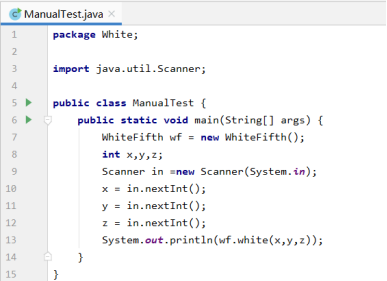 ManualTest.java
1 package White;
2
3 import java.util.Scanner;
4
5 public class ManualTest {
6 public static void main(String[] args) {
7 WhiteFifth wf = new WhiteFifth();
8 int x,y,z;
9 Scanner in =new Scanner(System.in);
10 x = in.nextInt();
11 y = in.nextInt();
12 z = in.nextInt();
13 System.out.println(wf.white(x,y,z));
14 }
15 }